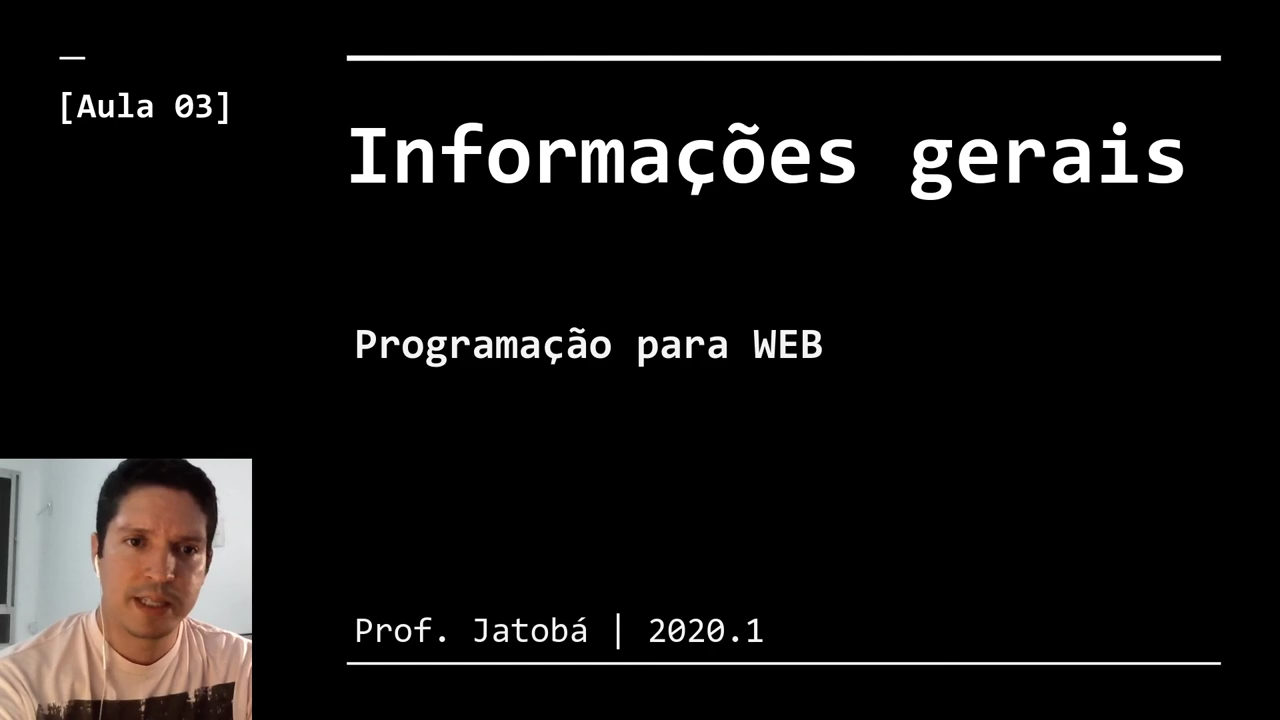 [Aula 03]
Informações gerais
Programação para WEB
Prof. Jatobá | 2020.1